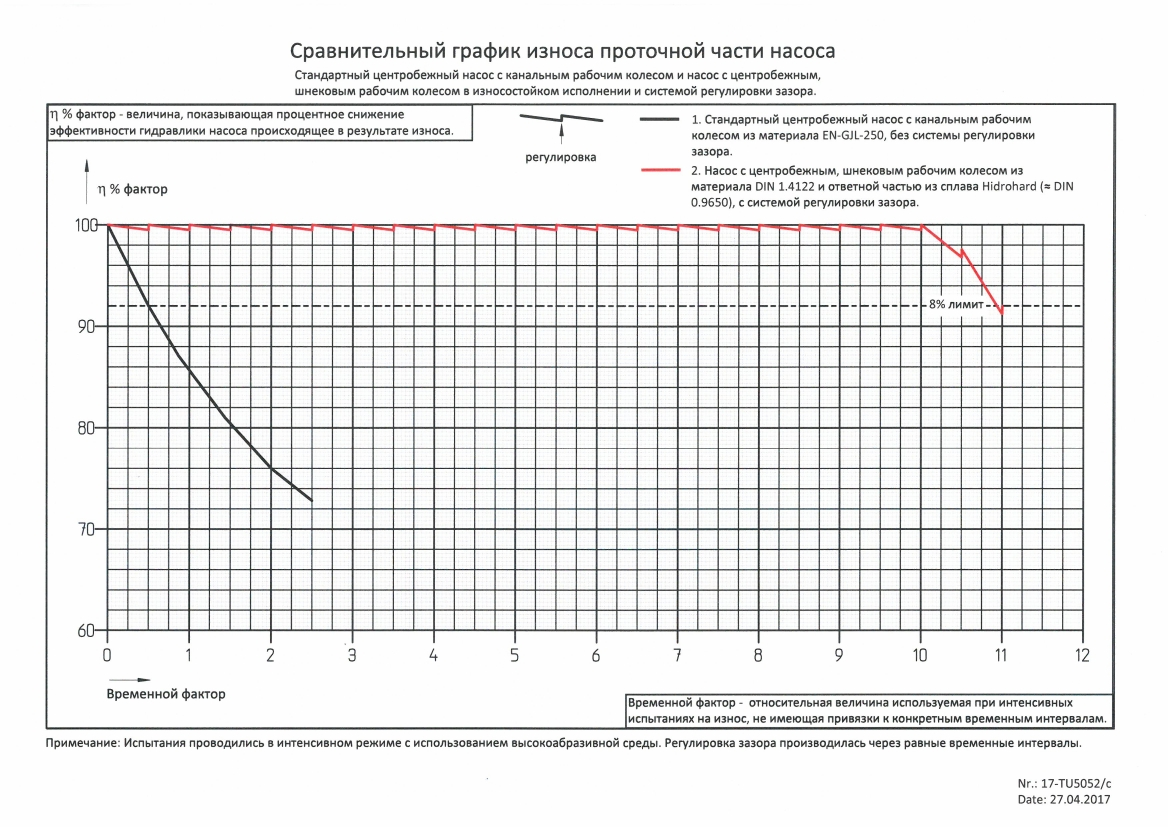 Сравнительный график износа проточной части насоса
Стандартный центробежный насос с канальным рабочим колесом и насос с центробежным,
шнековым рабочим колесом в износостойком исполнении и системой регулировки зазора.
η % фактор - величина, показывающая процентное снижение
эффективности гидравлики насоса происходящее в результате износа.
регулировка
1. Стандартный центробежный насос с канальным рабочим
колесом из материала EN-GJL-250, без системы регулировки
зазора.
2. Насос с центробежным, шнековым рабочим колесом из
материала DIN 1.4122 и ответной частью из сплава Hidrohard (≈ DIN
0.9650), с системой регулировки зазора.
η % фактор
100
90
80
70
60
8% лимит
0 1 2 3 4 5 6 7 8 9 10 11 12
Временной фактор
Временной фактор - относительная величина используемая при интенсивных
испытаниях на износ, не имеющая привязки к конкретным временным интервалам.
Примечание: Испытания проводились в интенсивном режиме с использованием высокоабразивной среды. Регулировка зазора производилась через равные временные интервалы.
Nr.: 17-TU5052/c
Date: 27.04.2017